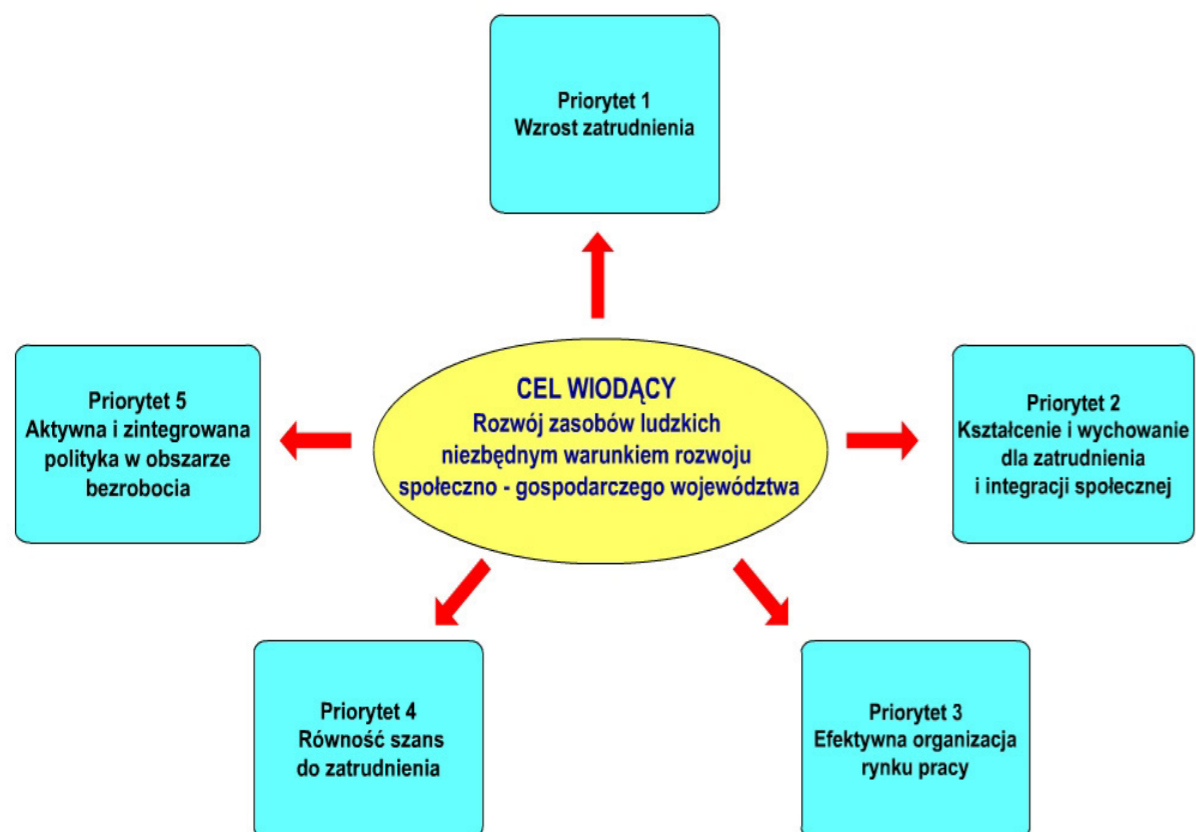 Priorytet 1
Wzrost zatrudnienia
CEL WIODĄCY
Rozwój zasobów ludzkich
niezbędnym warunkiem rozwoju
społeczno - gospodarczego województwa
Priorytet 2
Kształcenie i wychowanie
dla zatrudnienia
i integracji społecznej
Priorytet 3
Efektywna organizacja
rynku pracy
Priorytet 4
Równość szans
do zatrudnienia
Priorytet 5
Aktywna i zintegrowana
polityka w obszarze
bezrobocia